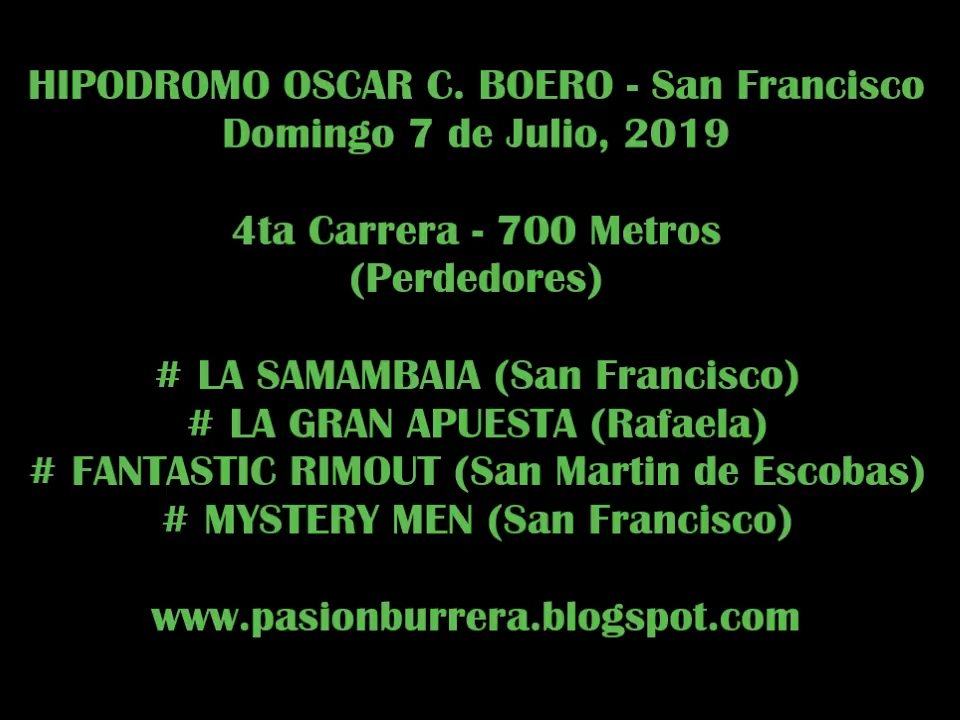 HIPODROMO OSCAR C. BOERO - San Francisco
Domingo 7 de Julio, 2019
4ta Carrera - 700 Metros
(Perdedores)
# LA SAMAMBAIA (San Francisco)
# LA GRAN APUESTA (Rafaela)
# FANTASTIC RIMOUT (San Martin de Escobas)
# MYSTERY MEN (San Francisco)
www.pasionburrera.blogspot.com